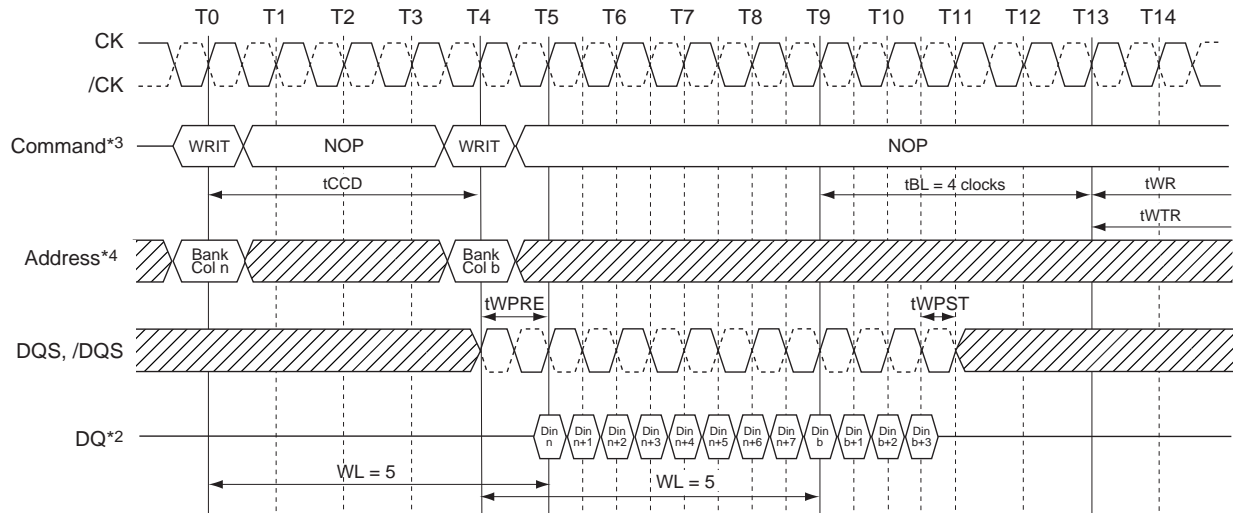 T0 T1 T2 T3 T4 T5 T6 T7 T8 T9 T10 T11 T12 T13 T14
CK
/CK
Command*3 WRIT NOP WRIT NOP
tCCD tBL = 4 clocks tWR
tWTR
Address*4 Bank Col n Bank Col b
tWPRE tWPST
DQS, /DQS
DQ*2 Din n Din n+1 Din n+2 Din n+3 Din n+4 Din n+5 Din n+6 Din n+7 Din b Din b+1 Din b+2 Din b+3
WL = 5 WL = 5